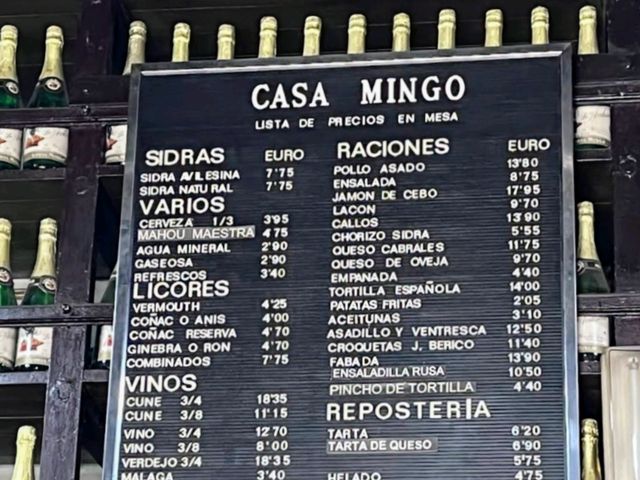 CASA MINGO
LISTA DE PRECIOS EN MESA
SIDRAS EURO
SIDRA AVILESINA 7'75
SIDRA NATURAL 7'75
VARIOS
CERVEZA 1/3 3'95
MAHOU MAESTRA 4'75
AGUA MINERAL 2'90
GASEOSA 2'90
REFRESCOS 3'40
LICORES
VERMOUTH 4'25
COÑAC O ANIS 4'00
COÑAC RESERVA 4'70
GINEBRA O RON 4'70
COMBINADOS 7'75
VINOS
CUNE 3/4 18'35
CUNE 3/8 11'15
VINO 3/4 12'70
VINO 3/8 8'00
VERDEJO 3/4 18'35
MALAGA 3'40
RACIONES EURO
POLLO ASADO 13'80
ENSALADA 8'75
JAMON DE CEBO 17'95
LACON 9'70
CALLOS 13'90
CHORIZO SIDRA 5'55
QUESO CABRALES 11'75
QUESO DE OVEJA 9'70
EMPANADA 4'40
TORTILLA ESPAÑOLA 14'00
PATATAS FRITAS 2'05
ACEITUNAS 3'10
ASADILLO Y VENTRESCA 12'50
CROQUETAS J. BERICO 11'40
FABADA 13'90
ENSALADILLA RUSA 10'50
PINCHO DE TORTILLA 4'40
REPOSTERÍA
TARTA 6'20
TARTA DE QUESO 6'90
5'75
HELADO 4'75